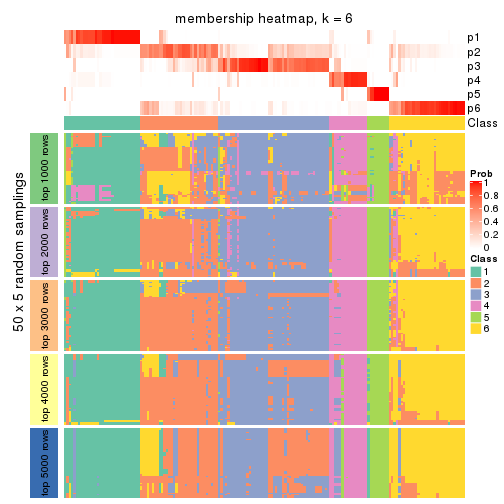 membership heatmap, k = 6
p1
p2
p3
p4
p5
p6
Class
50 x 5 random samplings
top 1000 rows
top 2000 rows
top 3000 rows
top 4000 rows
top 5000 rows
Prob
1
0.8
0.6
0.4
0.2
0
Class
1
2
3
4
5
6